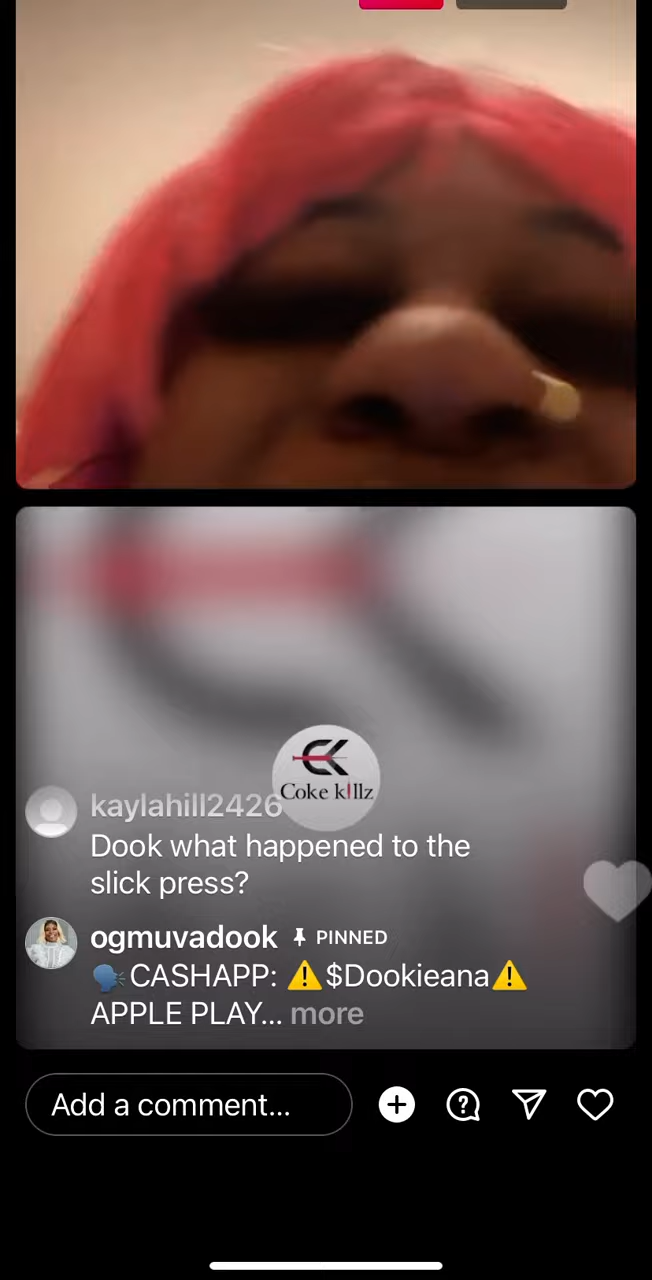 Coke k!llz
kaylahill2426
Dook what happened to the
slick press?
ogmuvadook PINNED
🗣️CASHAPP: ⚠️$Dookieana⚠️
APPLE PLAY... more
Add a comment...